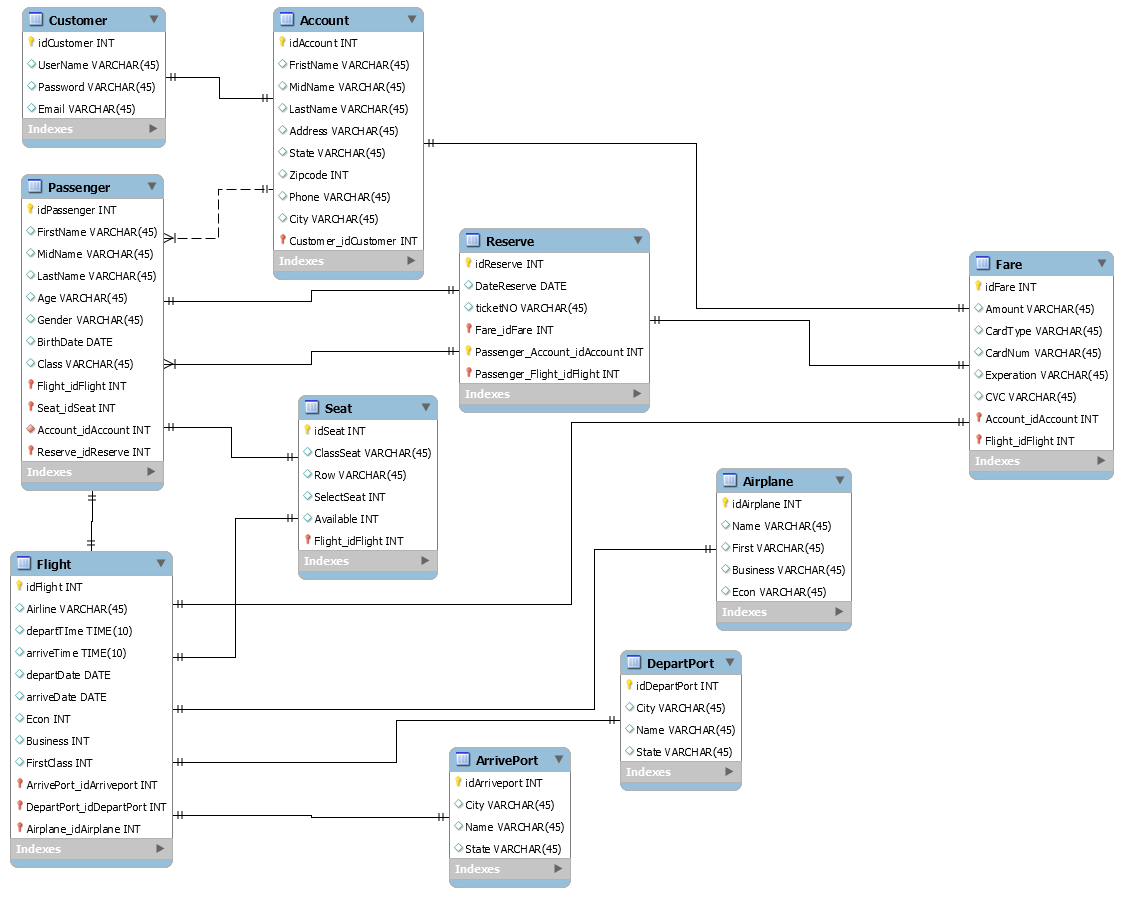 Customer
idCustomer INT
UserName VARCHAR(45)
Password VARCHAR(45)
Email VARCHAR(45)
Indexes
Account
idAccount INT
FristName VARCHAR(45)
MidName VARCHAR(45)
LastName VARCHAR(45)
Address VARCHAR(45)
State VARCHAR(45)
Zipcode INT
Phone VARCHAR(45)
City VARCHAR(45)
Customer_idCustomer INT
Indexes
Passenger
idPassenger INT
FirstName VARCHAR(45)
MidName VARCHAR(45)
LastName VARCHAR(45)
Age VARCHAR(45)
Gender VARCHAR(45)
BirthDate DATE
Class VARCHAR(45)
Flight_idFlight INT
Seat_idSeat INT
Account_idAccount INT
Reserve_idReserve INT
Indexes
Reserve
idReserve INT
DateReserve DATE
ticketNO VARCHAR(45)
Fare_idFare INT
Passenger_Account_idAccount INT
Passenger_Flight_idFlight INT
Indexes
Fare
idFare INT
Amount VARCHAR(45)
CardType VARCHAR(45)
CardNum VARCHAR(45)
Experation VARCHAR(45)
CVC VARCHAR(45)
Account_idAccount INT
Flight_idFlight INT
Indexes
Seat
idSeat INT
ClassSeat VARCHAR(45)
Row VARCHAR(45)
SelectSeat INT
Available INT
Flight_idFlight INT
Indexes
Airplane
idAirplane INT
Name VARCHAR(45)
First VARCHAR(45)
Business VARCHAR(45)
Econ VARCHAR(45)
Indexes
Flight
idFlight INT
Airline VARCHAR(45)
departTIme TIME(10)
arriveTime TIME(10)
departDate DATE
arriveDate DATE
Econ INT
Business INT
FirstClass INT
ArrivePort_idArriveport INT
DepartPort_idDepartPort INT
Airplane_idAirplane INT
Indexes
DepartPort
idDepartPort INT
City VARCHAR(45)
Name VARCHAR(45)
State VARCHAR(45)
Indexes
ArrivePort
idArriveport INT
City VARCHAR(45)
Name VARCHAR(45)
State VARCHAR(45)
Indexes